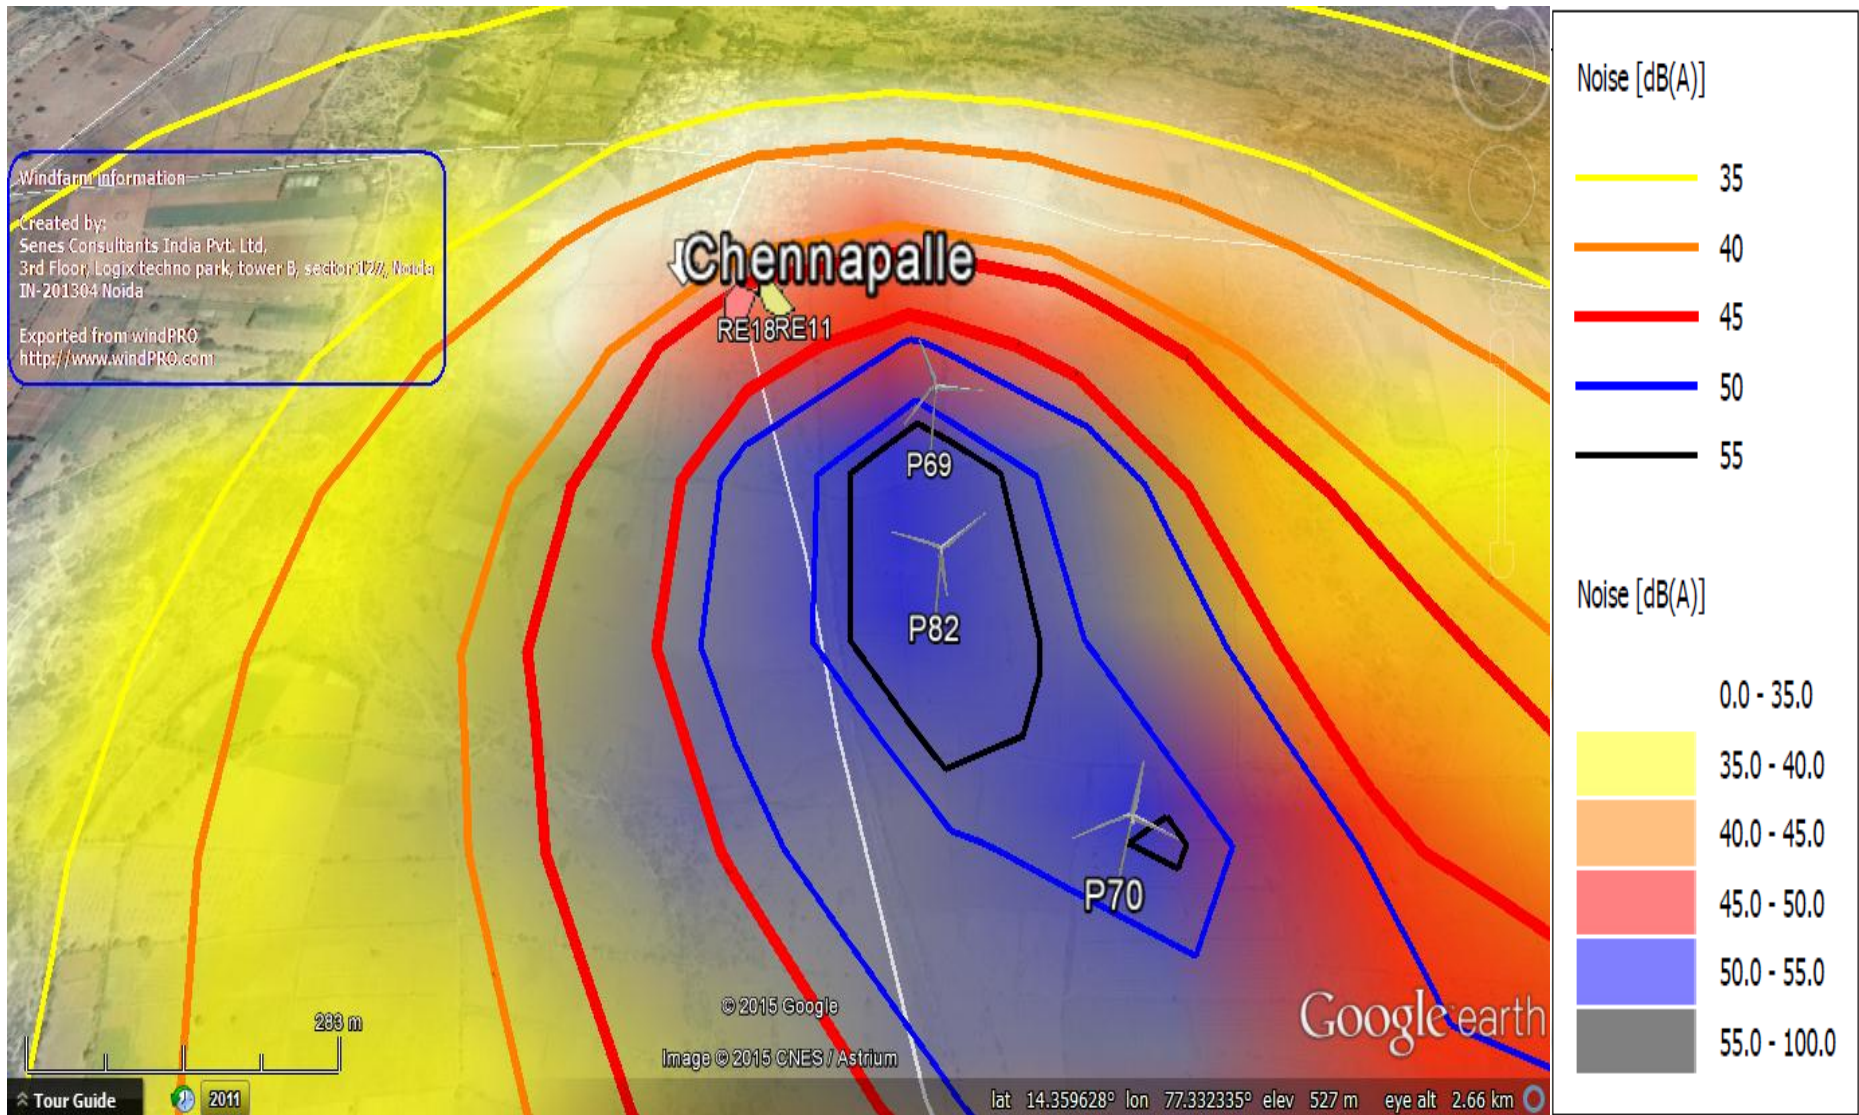 Windfarm information
Created by:
Senes Consultants India Pvt. Ltd,
3rd Floor, Logix techno park, tower B, sector 127, Noida
IN-201304 Noida
Exported from windPRO
http://www.windPRO.com
Chennapalle
RE18
RE11
P69
P82
P70
© 2015 Google
Image © 2015 CNES / Astrium
283 m
Google earth
Tour Guide
2011
lat 14.359628° lon 77.332335° elev 527 m eye alt 2.66 km
Noise [dB(A)]
35
40
45
50
55
Noise [dB(A)]
0.0 - 35.0
35.0 - 40.0
40.0 - 45.0
45.0 - 50.0
50.0 - 55.0
55.0 - 100.0